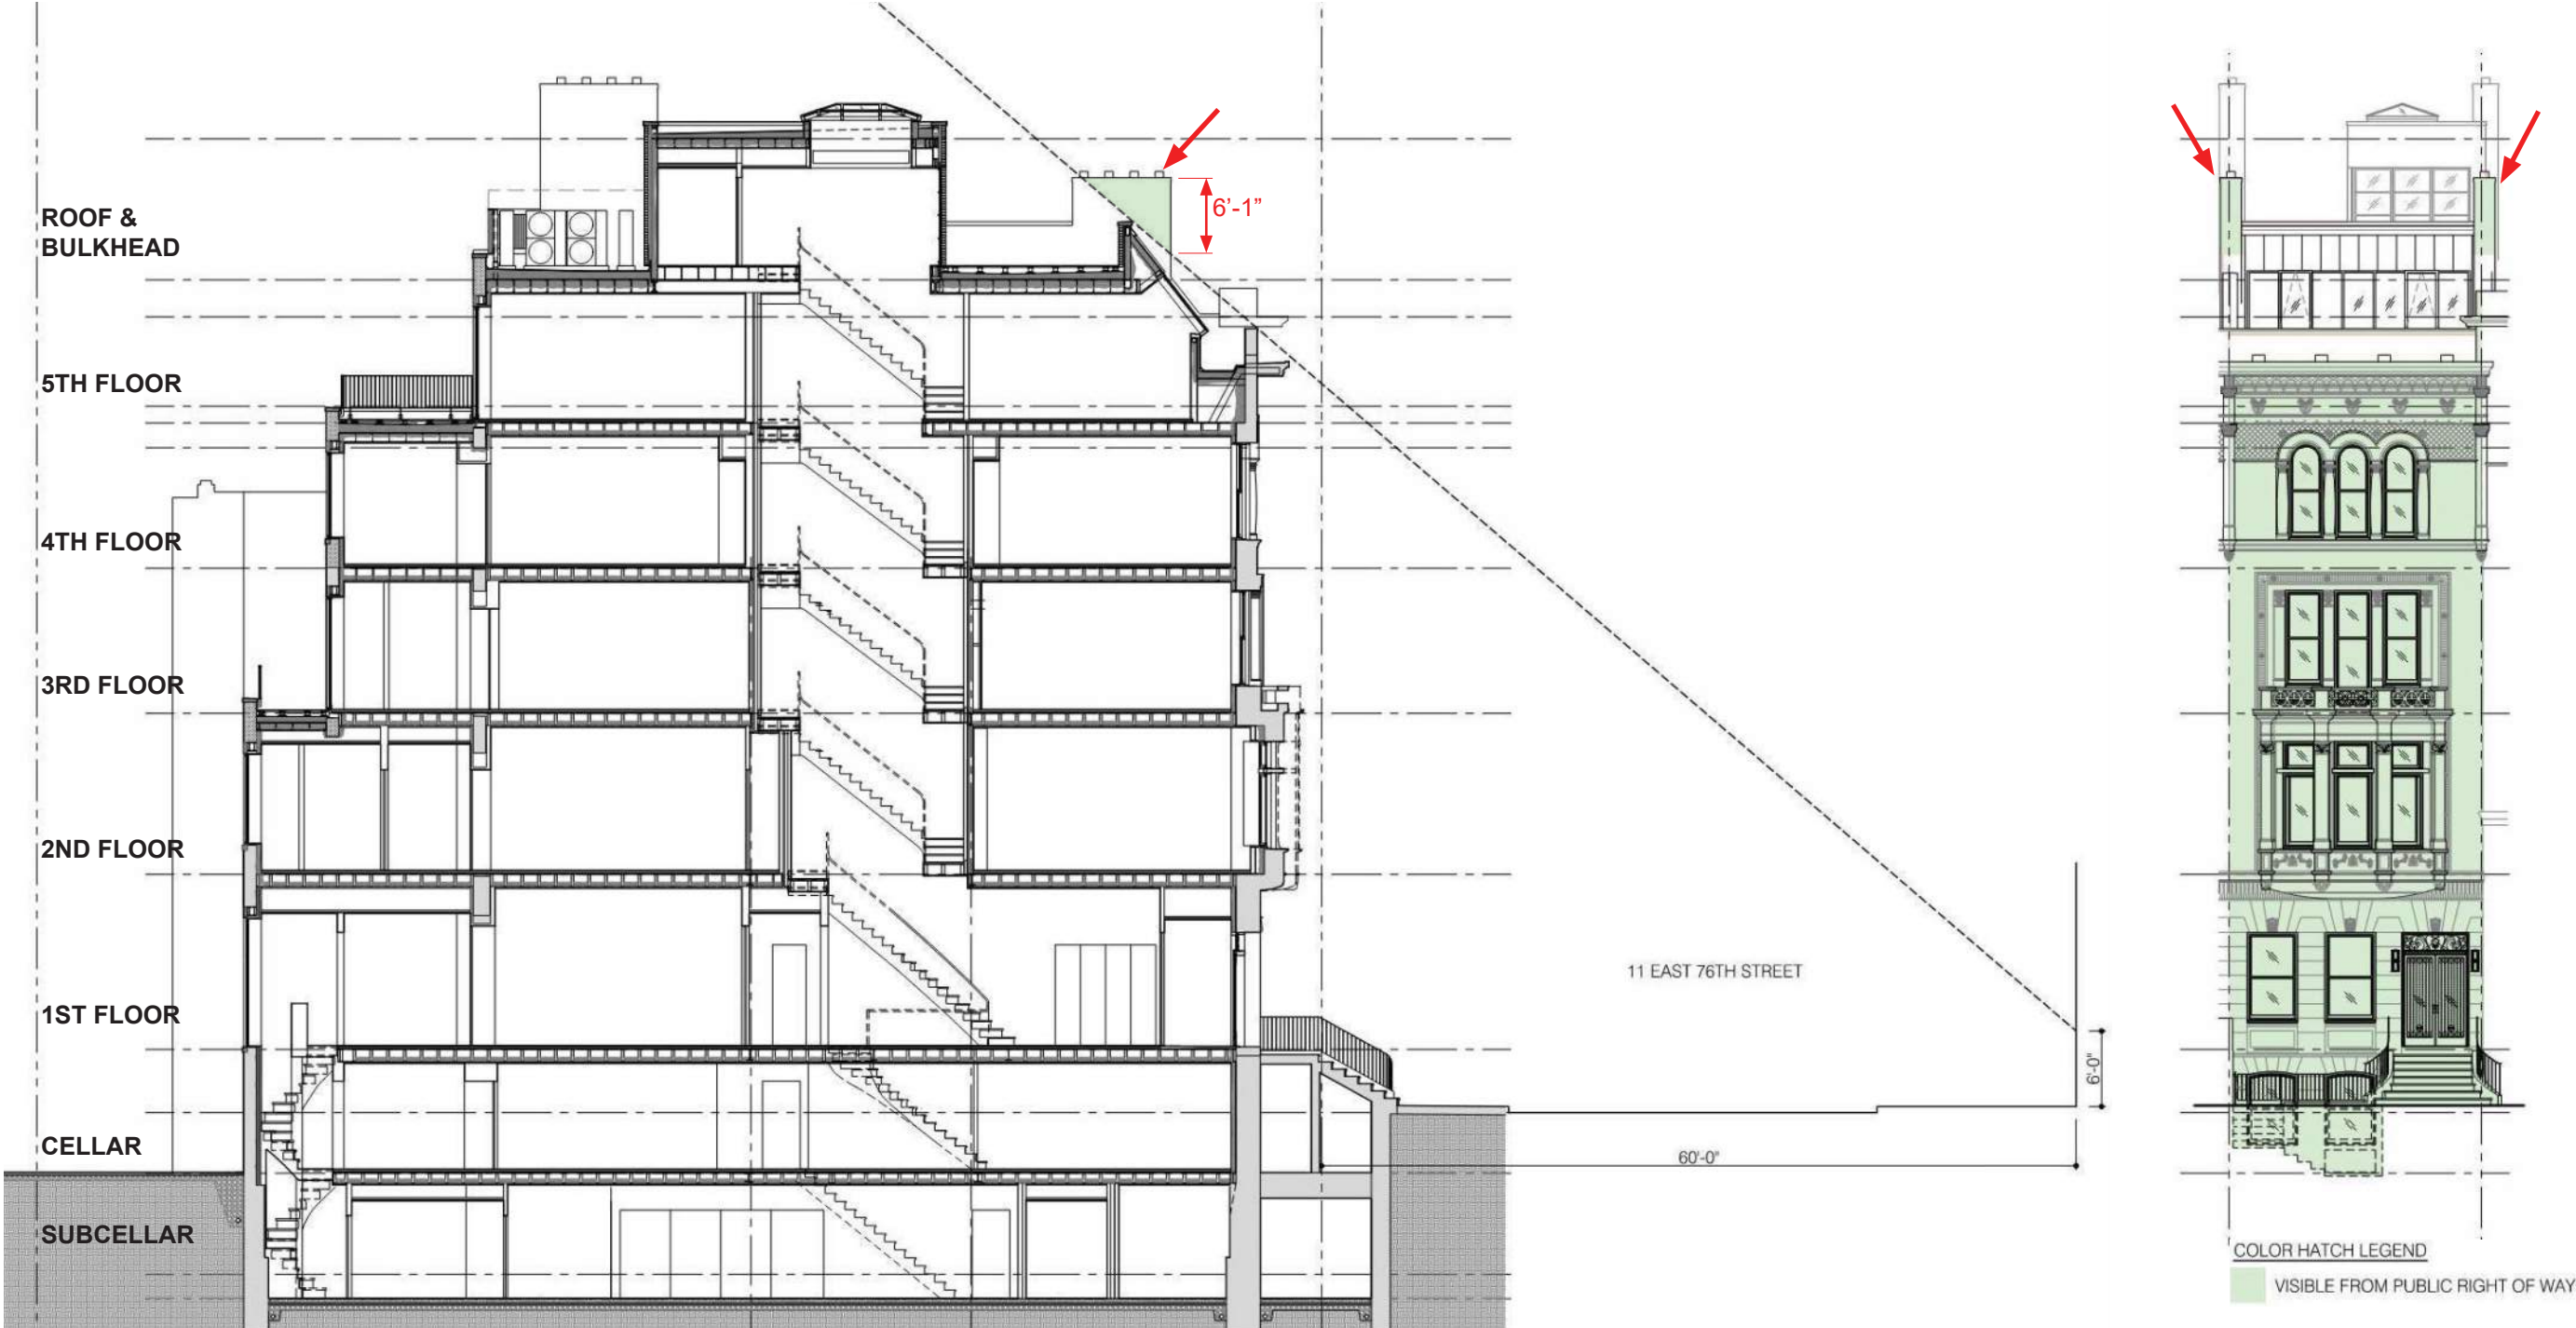 ROOF &
BULKHEAD
5TH FLOOR
4TH FLOOR
3RD FLOOR
2ND FLOOR
1ST FLOOR
CELLAR
SUBCELLAR
6’-1”
11 EAST 76TH STREET
6'-0"
60'-0"
COLOR HATCH LEGEND
VISIBLE FROM PUBLIC RIGHT OF WAY